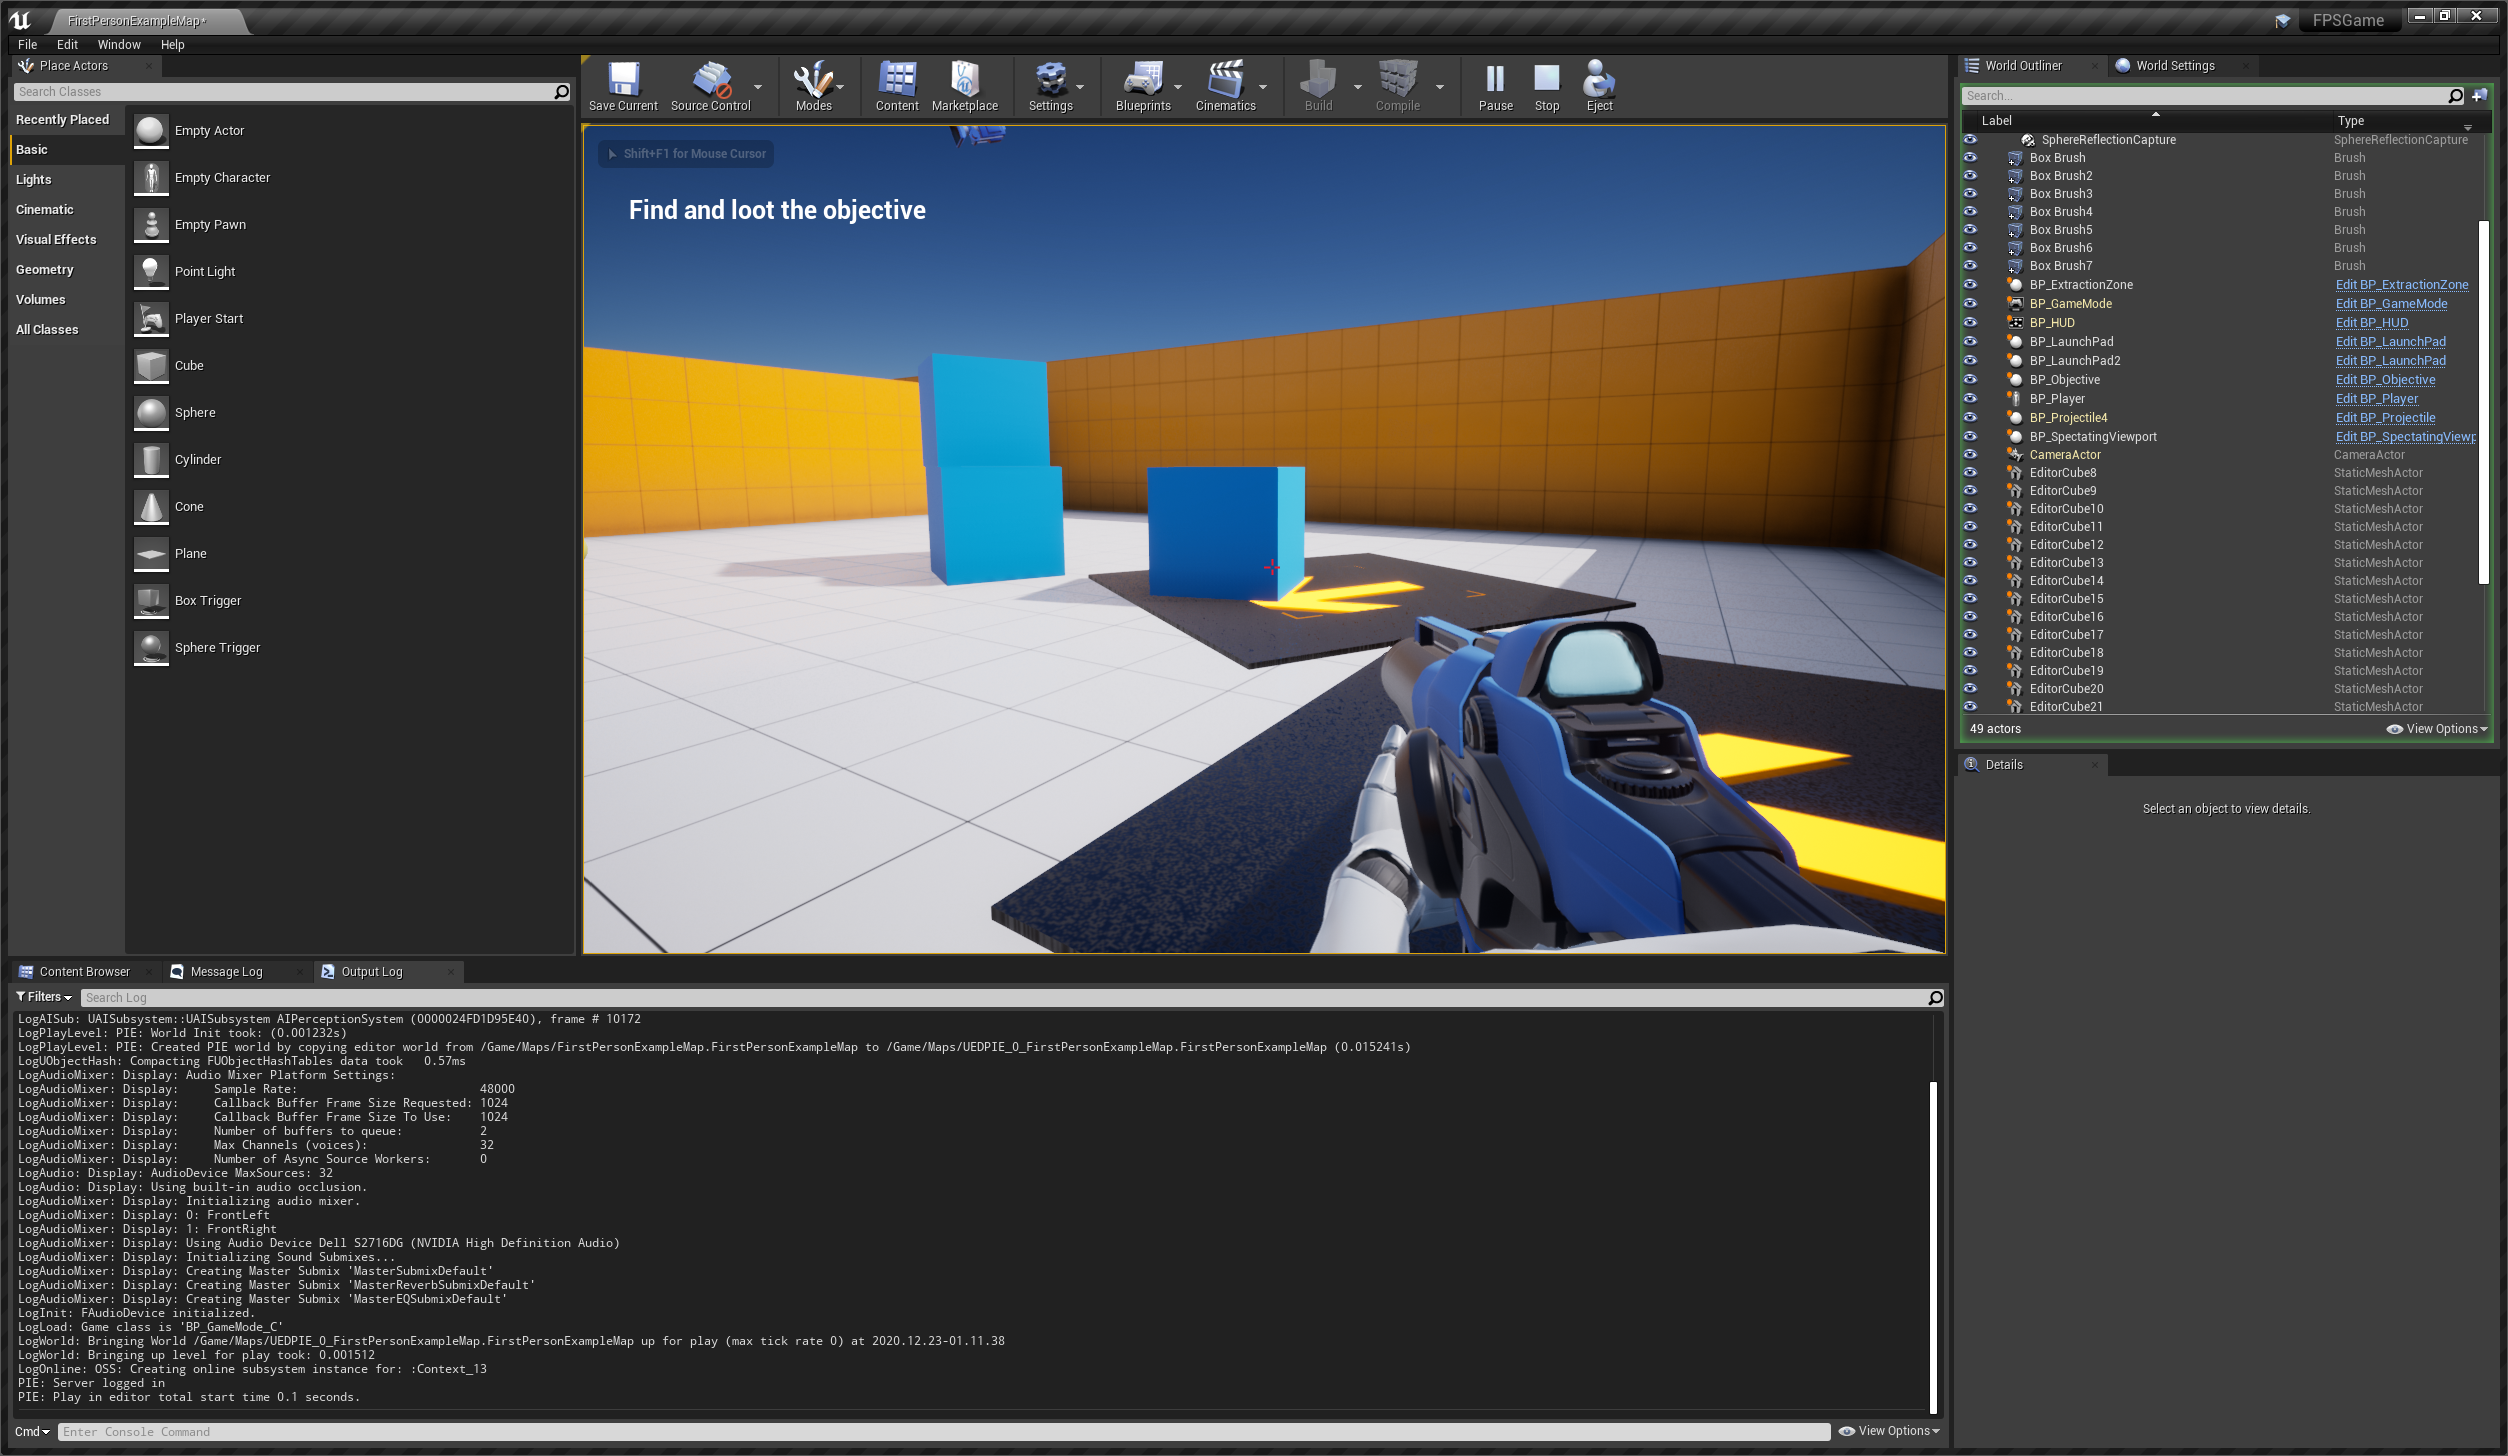 FirstPersonExampleMap*
FPSGame
File Edit Window Help
Place Actors
Search Classes
Recently Placed
Basic
Lights
Cinematic
Visual Effects
Geometry
Volumes
All Classes
Empty Actor
Empty Character
Empty Pawn
Point Light
Player Start
Cube
Sphere
Cylinder
Cone
Plane
Box Trigger
Sphere Trigger
Save Current Source Control Modes Content Marketplace Settings Blueprints Cinematics Build Compile Pause Stop Eject
Shift+F1 for Mouse Cursor
Find and loot the objective
World Outliner World Settings
Search...
Label Type
SphereReflectionCapture SphereReflectionCapture
Box Brush Brush
Box Brush2 Brush
Box Brush3 Brush
Box Brush4 Brush
Box Brush5 Brush
Box Brush6 Brush
Box Brush7 Brush
BP_ExtractionZone Edit BP_ExtractionZone
BP_GameMode Edit BP_GameMode
BP_HUD Edit BP_HUD
BP_LaunchPad Edit BP_LaunchPad
BP_LaunchPad2 Edit BP_LaunchPad
BP_Objective Edit BP_Objective
BP_Player Edit BP_Player
BP_Projectile4 Edit BP_Projectile
BP_SpectatingViewport Edit BP_SpectatingViewp
CameraActor CameraActor
EditorCube8 StaticMeshActor
EditorCube9 StaticMeshActor
EditorCube10 StaticMeshActor
EditorCube11 StaticMeshActor
EditorCube12 StaticMeshActor
EditorCube13 StaticMeshActor
EditorCube14 StaticMeshActor
EditorCube15 StaticMeshActor
EditorCube16 StaticMeshActor
EditorCube17 StaticMeshActor
EditorCube18 StaticMeshActor
EditorCube19 StaticMeshActor
EditorCube20 StaticMeshActor
EditorCube21 StaticMeshActor
49 actors View Options
Details
Select an object to view details.
Content Browser Message Log Output Log
Filters Search Log
LogAISub: UAISubsystem::UAISubsystem AIPerceptionSystem (0000024FD1D95E40), frame # 10172
LogPlayLevel: PIE: World Init took: (0.001232s)
LogPlayLevel: PIE: Created PIE world by copying editor world from /Game/Maps/FirstPersonExampleMap.FirstPersonExampleMap to /Game/Maps/UEDPIE_0_FirstPersonExampleMap.FirstPersonExampleMap (0.015241s)
LogUObjectHash: Compacting FUObjectHashTables data took 0.57ms
LogAudioMixer: Display: Audio Mixer Platform Settings:
LogAudioMixer: Display: Sample Rate: 48000
LogAudioMixer: Display: Callback Buffer Frame Size Requested: 1024
LogAudioMixer: Display: Callback Buffer Frame Size To Use: 1024
LogAudioMixer: Display: Number of buffers to queue: 2
LogAudioMixer: Display: Max Channels (voices): 32
LogAudioMixer: Display: Number of Async Source Workers: 0
LogAudio: Display: AudioDevice MaxSources: 32
LogAudio: Display: Using built-in audio occlusion.
LogAudioMixer: Display: Initializing audio mixer.
LogAudioMixer: Display: 0: FrontLeft
LogAudioMixer: Display: 1: FrontRight
LogAudioMixer: Display: Using Audio Device Dell S2716DG (NVIDIA High Definition Audio)
LogAudioMixer: Display: Initializing Sound Submixes...
LogAudioMixer: Display: Creating Master Submix 'MasterSubmixDefault'
LogAudioMixer: Display: Creating Master Submix 'MasterReverbSubmixDefault'
LogAudioMixer: Display: Creating Master Submix 'MasterEQSubmixDefault'
LogInit: FAudioDevice initialized.
LogLoad: Game class is 'BP_GameMode_C'
LogWorld: Bringing World /Game/Maps/UEDPIE_0_FirstPersonExampleMap.FirstPersonExampleMap up for play (max tick rate 0) at 2020.12.23-01.11.38
LogWorld: Bringing up level for play took: 0.001512
LogOnline: OSS: Creating online subsystem instance for: :Context_13
PIE: Server logged in
PIE: Play in editor total start time 0.1 seconds.
Cmd Enter Console Command View Options